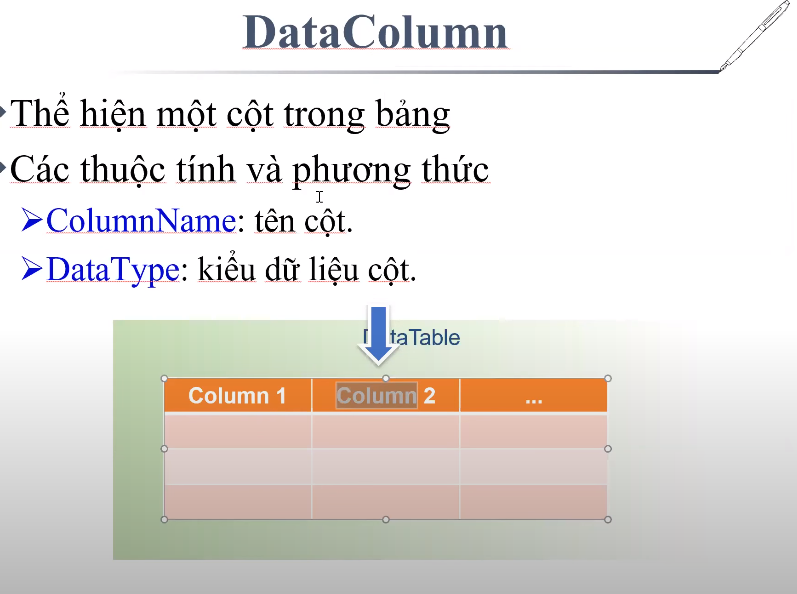 DataColumn
Thể hiện một cột trong bảng
Các thuộc tính và phương thức
ColumnName: tên cột.
DataType: kiểu dữ liệu cột.
DataTable
Column 1 Column 2 ...